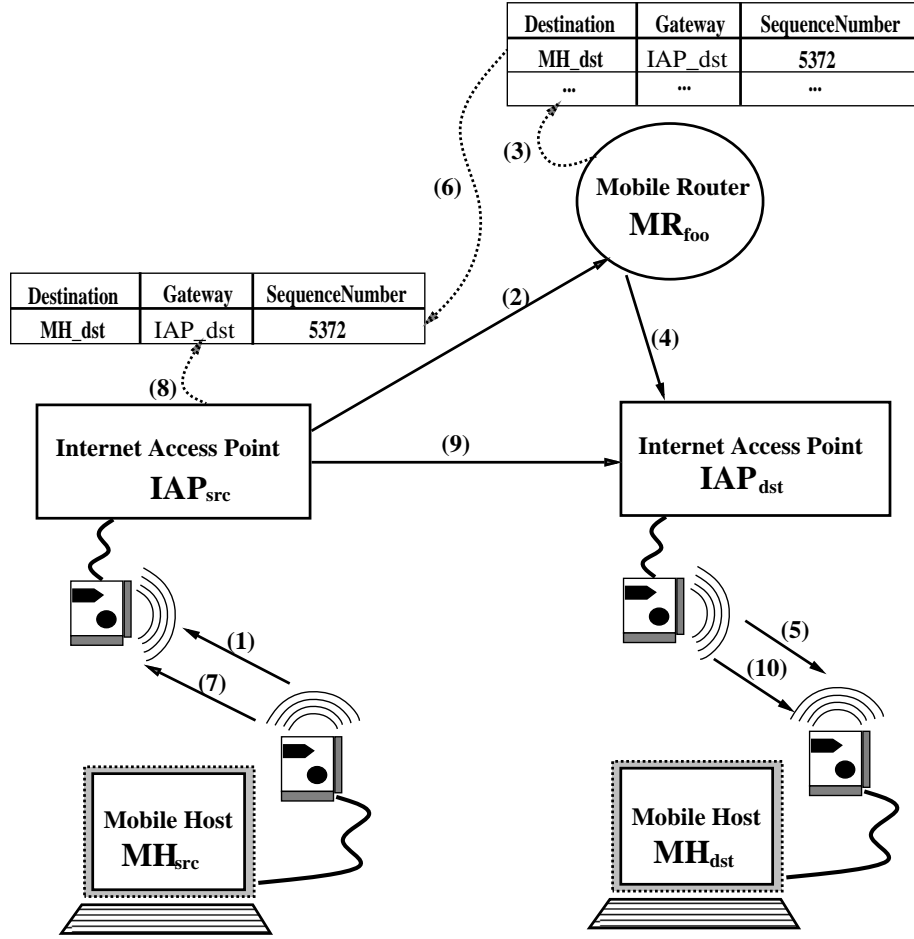 Destination Gateway SequenceNumber
MH_dst IAP_dst 5372
... ... ...
(3)
(6)
Mobile Router
MRfoo
Destination Gateway SequenceNumber
MH_dst IAP_dst 5372
(2)
(4)
(8)
Internet Access Point
IAPsrc
(9)
Internet Access Point
IAPdst
(1)
(7)
(5)
(10)
Mobile Host
MHsrc
Mobile Host
MHdst